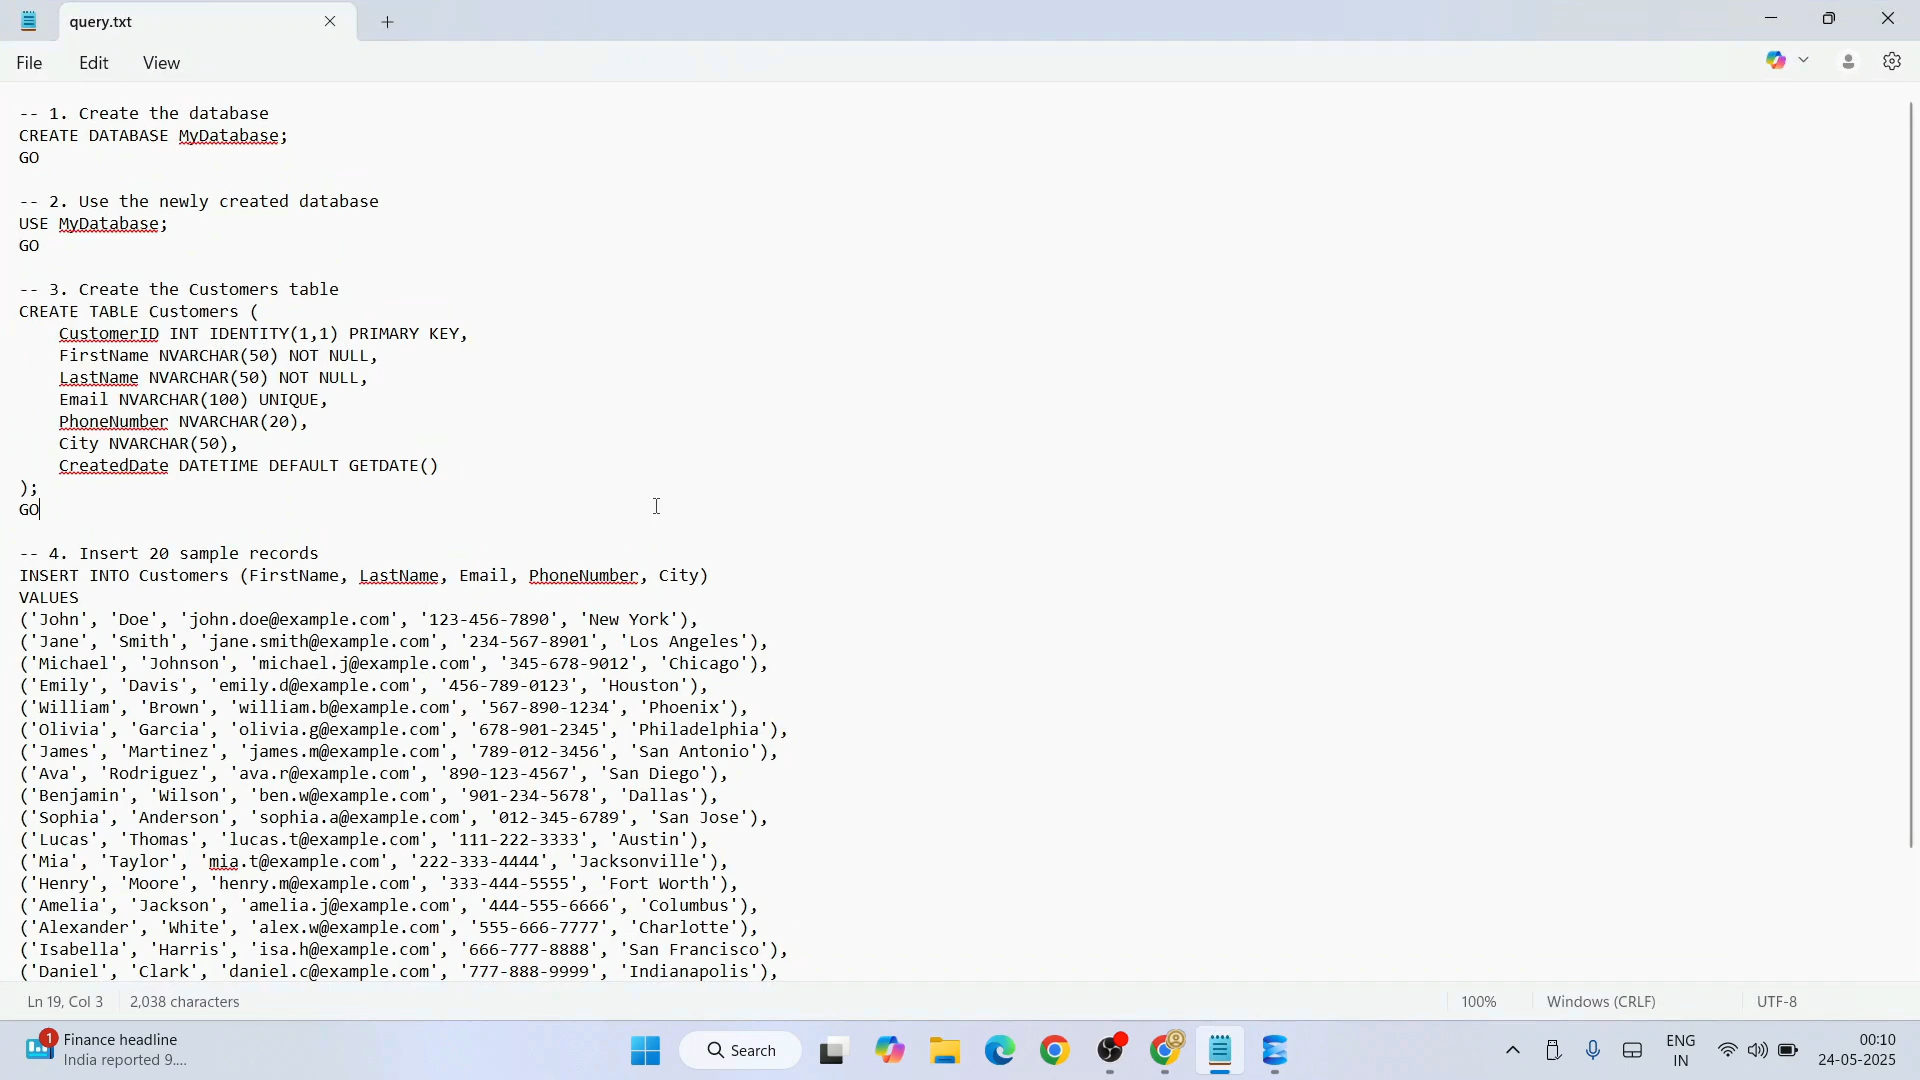 query.txt
File Edit View
-- 1. Create the database
CREATE DATABASE MyDatabase;
GO
-- 2. Use the newly created database
USE MyDatabase;
GO
-- 3. Create the Customers table
CREATE TABLE Customers (
CustomerID INT IDENTITY(1,1) PRIMARY KEY,
FirstName NVARCHAR(50) NOT NULL,
LastName NVARCHAR(50) NOT NULL,
Email NVARCHAR(100) UNIQUE,
PhoneNumber NVARCHAR(20),
City NVARCHAR(50),
CreatedDate DATETIME DEFAULT GETDATE()
);
GO
-- 4. Insert 20 sample records
INSERT INTO Customers (FirstName, LastName, Email, PhoneNumber, City)
VALUES
('John', 'Doe', 'john.doe@example.com', '123-456-7890', 'New York'),
('Jane', 'Smith', 'jane.smith@example.com', '234-567-8901', 'Los Angeles'),
('Michael', 'Johnson', 'michael.j@example.com', '345-678-9012', 'Chicago'),
('Emily', 'Davis', 'emily.d@example.com', '456-789-0123', 'Houston'),
('William', 'Brown', 'william.b@example.com', '567-890-1234', 'Phoenix'),
('Olivia', 'Garcia', 'olivia.g@example.com', '678-901-2345', 'Philadelphia'),
('James', 'Martinez', 'james.m@example.com', '789-012-3456', 'San Antonio'),
('Ava', 'Rodriguez', 'ava.r@example.com', '890-123-4567', 'San Diego'),
('Benjamin', 'Wilson', 'ben.w@example.com', '901-234-5678', 'Dallas'),
('Sophia', 'Anderson', 'sophia.a@example.com', '012-345-6789', 'San Jose'),
('Lucas', 'Thomas', 'lucas.t@example.com', '111-222-3333', 'Austin'),
('Mia', 'Taylor', 'mia.t@example.com', '222-333-4444', 'Jacksonville'),
('Henry', 'Moore', 'henry.m@example.com', '333-444-5555', 'Fort Worth'),
('Amelia', 'Jackson', 'amelia.j@example.com', '444-555-6666', 'Columbus'),
('Alexander', 'White', 'alex.w@example.com', '555-666-7777', 'Charlotte'),
('Isabella', 'Harris', 'isa.h@example.com', '666-777-8888', 'San Francisco'),
('Daniel', 'Clark', 'daniel.c@example.com', '777-888-9999', 'Indianapolis'),
Ln 19, Col 3 2,038 characters 100% Windows (CRLF) UTF-8
1 Finance headline
India reported 9....
Search
ENG
IN
00:10
24-05-2025